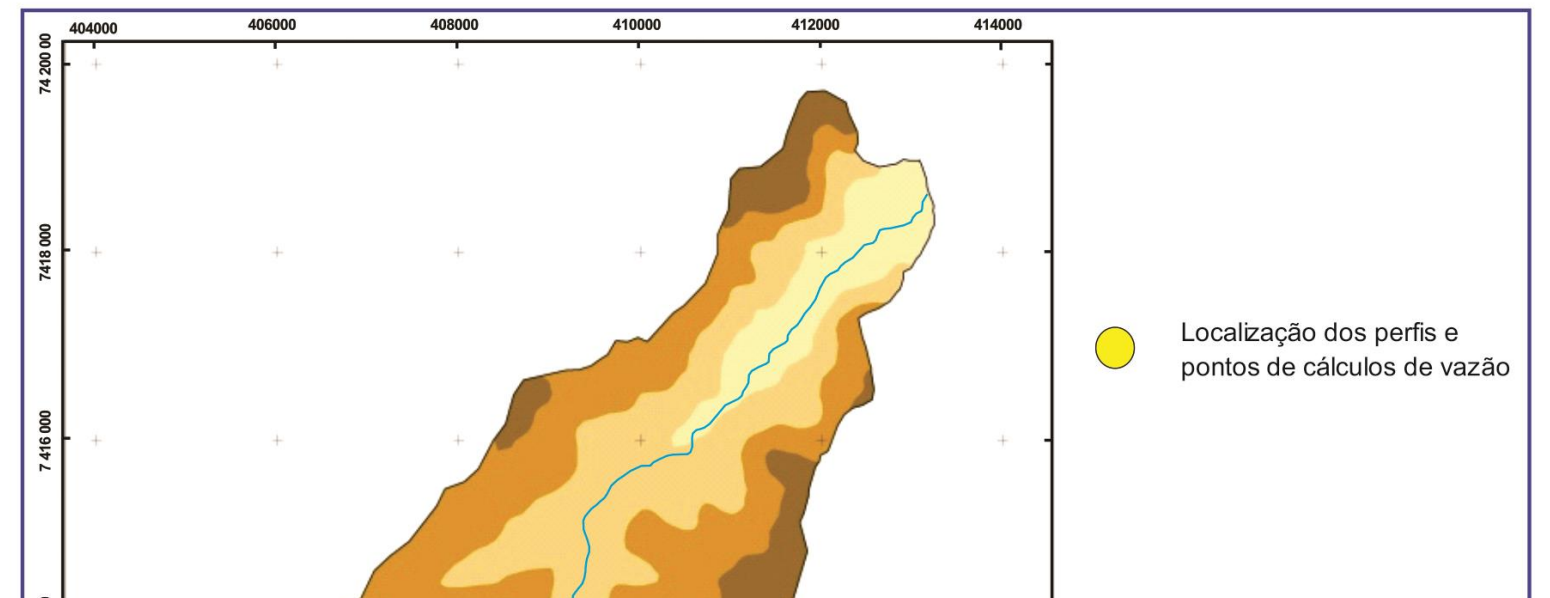 404000 406000 408000 410000 412000 414000
74 200 00
7418 000
7 416 000
Localização dos perfis e
pontos de cálculos de vazão